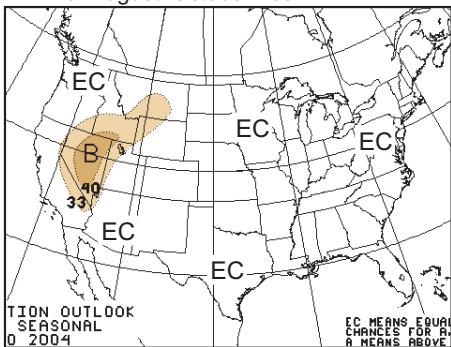 EC
EC
EC
B
40
33
EC
EC
TION OUTLOOK
SEASONAL
2004
EC MEANS EQUAL
CHANCES FOR A,
A MEANS ABOVE